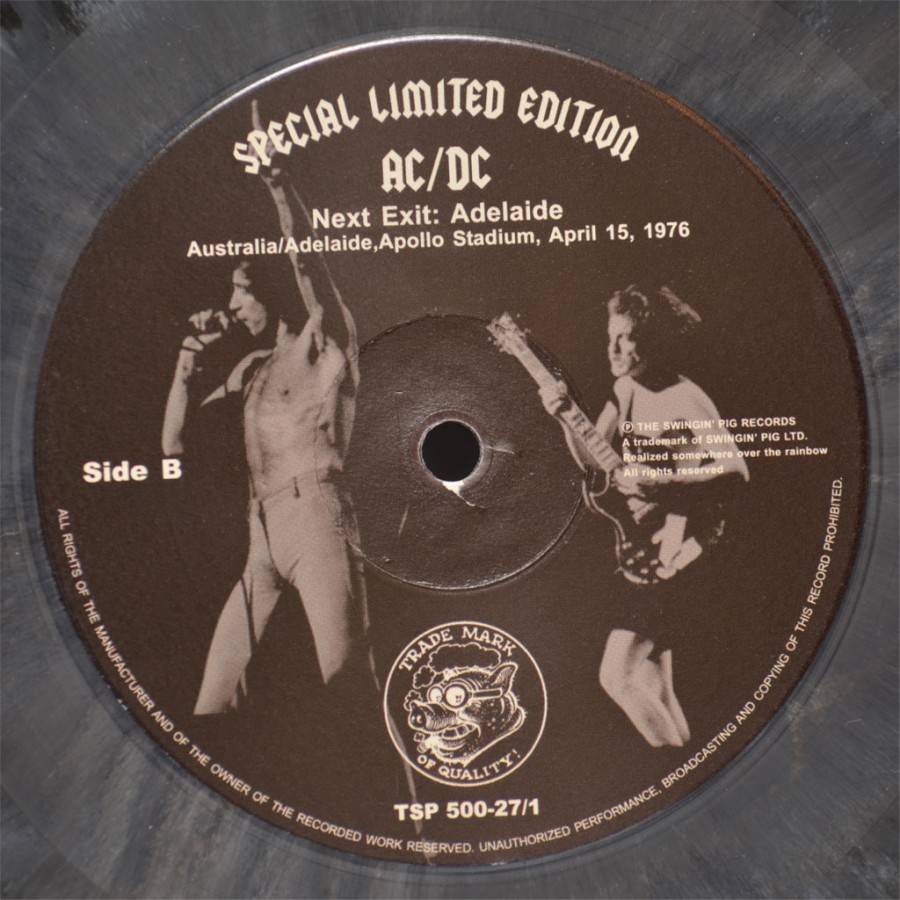 SPECIAL LIMITED EDITION
AC/DC
Next Exit: Adelaide
Australia/Adelaide,Apollo Stadium, April 15, 1976
℗ THE SWINGIN' PIG RECORDS
A trademark of SWINGIN' PIG LTD.
Realized somewhere over the rainbow
All rights reserved
Side B
TRADE MARK
OF QUALITY!
TSP 500-27/1
ALL RIGHTS OF THE MANUFACTURER AND OF THE OWNER OF THE RECORDED WORK RESERVED. UNAUTHORIZED PERFORMANCE, BROADCASTING AND COPYING OF THIS RECORD PROHIBITED.